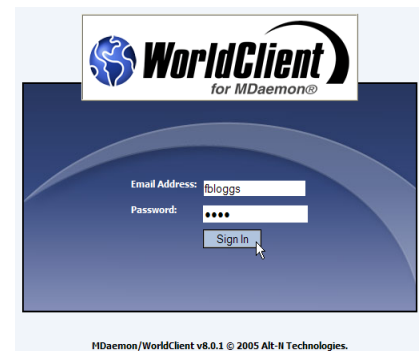 WorldClient
for MDaemon®
Email Address: fbloggs
Password: ●●●●
Sign In
MDaemon/WorldClient v8.0.1 © 2005 Alt-N Technologies.